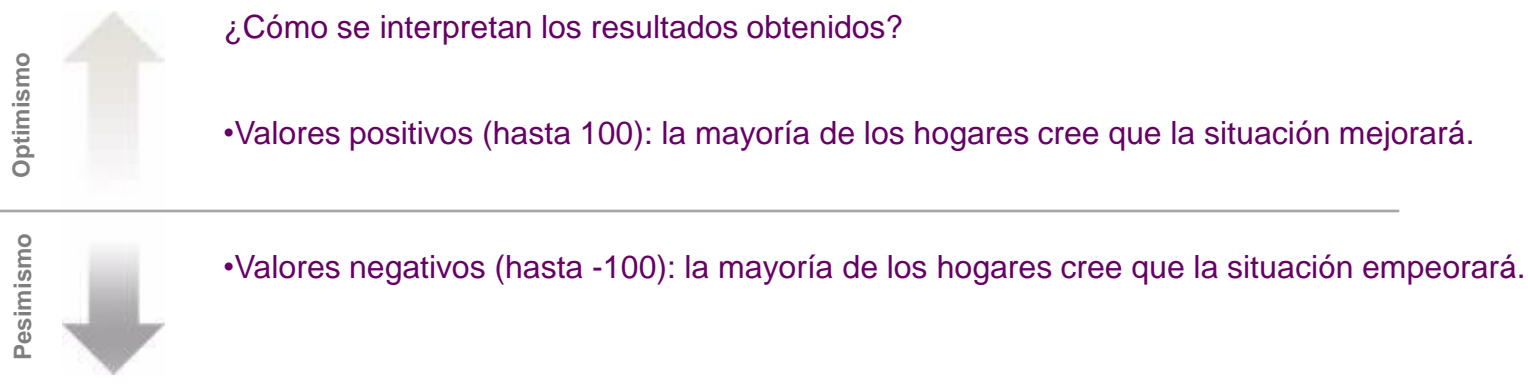 ¿Cómo se interpretan los resultados obtenidos?
Optimismo
•Valores positivos (hasta 100): la mayoría de los hogares cree que la situación mejorará.
Pesimismo
•Valores negativos (hasta -100): la mayoría de los hogares cree que la situación empeorará.